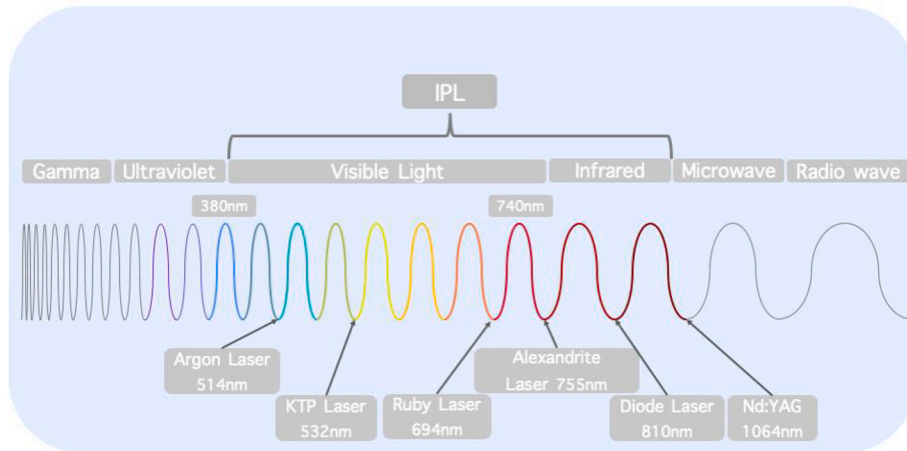 IPL
Gamma
Ultraviolet
Visible Light
Infrared
Microwave
Radio wave
380nm
740nm
Argon Laser
514nm
KTP Laser
532nm
Ruby Laser
694nm
Alexandrite
Laser 755nm
Diode Laser
810nm
Nd:YAG
1064nm